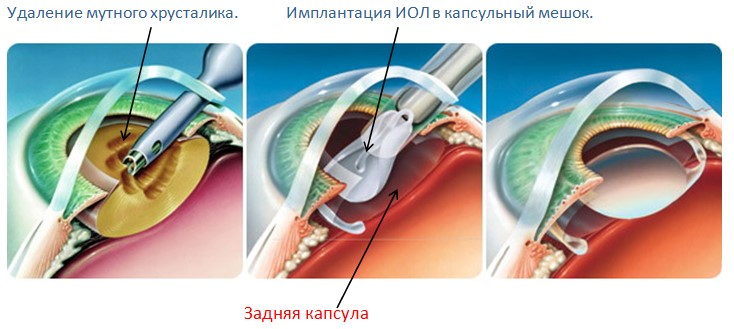 Удаление мутного хрусталика.
Имплантация ИОЛ в капсульный мешок.
Задняя капсула